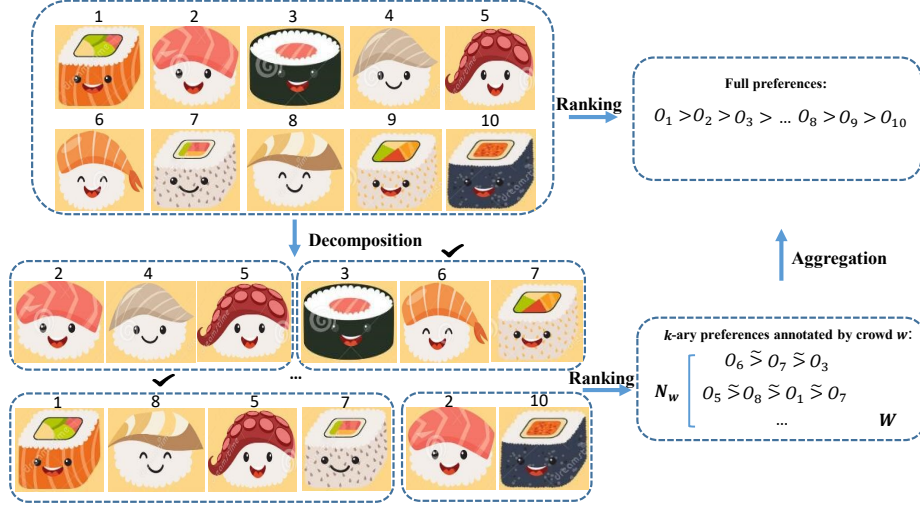 1 2 3 4 5
6 7 8 9 10
Ranking
Full preferences:
O₁ > O₂ > O₃ > ... O₈ > O₉ > O₁₀
Decomposition
Aggregation
2 4 5 3 6 7
...
1 8 5 7 2 10
Ranking
k-ary preferences annotated by crowd w:
O₆ >̃ O₇ >̃ O₃
N_w
O₅ >̃ O₈ >̃ O₁ >̃ O₇
... W